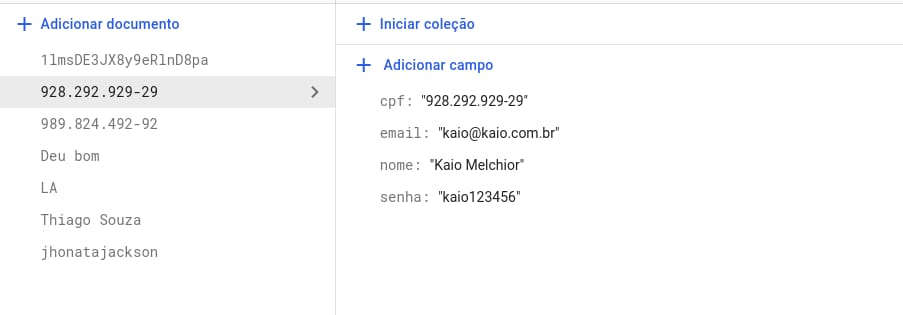 Adicionar documento
1lmsDE3JX8y9eRlnD8pa
928.292.929-29
989.824.492-92
Deu bom
LA
Thiago Souza
jhonatajackson
Iniciar coleção
Adicionar campo
cpf: "928.292.929-29"
email: "kaio@kaio.com.br"
nome: "Kaio Melchior"
senha: "kaio123456"